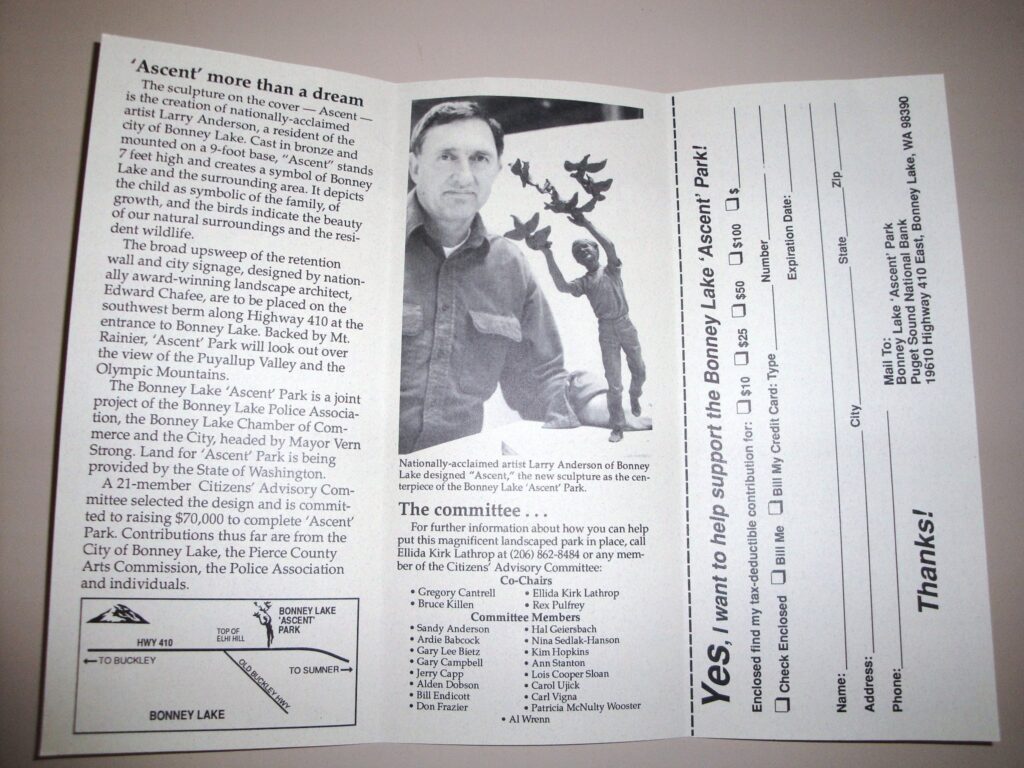 'Ascent' more than a dream
The sculpture on the cover — Ascent —
is the creation of nationally-acclaimed
artist Larry Anderson, a resident of the
city of Bonney Lake. Cast in bronze and
mounted on a 9-foot base, "Ascent" stands
7 feet high and creates a symbol of Bonney
Lake and the surrounding area. It depicts
the child as symbolic of the family, of
growth, and the birds indicate the beauty
of our natural surroundings and the resi-
dent wildlife.
The broad upsweep of the retention
wall and city signage, designed by nation-
ally award-winning landscape architect,
Edward Chafee, are to be placed on the
southwest berm along Highway 410 at the
entrance to Bonney Lake. Backed by Mt.
Rainier, 'Ascent' Park will look out over
the view of the Puyallup Valley and the
Olympic Mountains.
The Bonney Lake 'Ascent' Park is a joint
project of the Bonney Lake Police Associa-
tion, the Bonney Lake Chamber of Com-
merce and the City, headed by Mayor Vern
Strong. Land for 'Ascent' Park is being
provided by the State of Washington.
A 21-member Citizens' Advisory Com-
mittee selected the design and is commit-
ted to raising $70,000 to complete 'Ascent'
Park. Contributions thus far are from the
City of Bonney Lake, the Pierce County
Arts Commission, the Police Association
and individuals.
BONNEY LAKE
'ASCENT'
PARK
TOP OF
ELHI HILL
HWY 410
← TO BUCKLEY
TO SUMNER →
OLD BUCKLEY HWY.
BONNEY LAKE
Nationally-acclaimed artist Larry Anderson of Bonney
Lake designed "Ascent," the new sculpture as the cen-
terpiece of the Bonney Lake 'Ascent' Park.
The committee . . .
For further information about how you can help
put this magnificent landscaped park in place, call
Ellida Kirk Lathrop at (206) 862-8484 or any mem-
ber of the Citizens' Advisory Committee:
Co-Chairs
• Gregory Cantrell
• Bruce Killen
• Ellida Kirk Lathrop
• Rex Pulfrey
Committee Members
• Sandy Anderson
• Ardie Babcock
• Gary Lee Bietz
• Gary Campbell
• Jerry Capp
• Alden Dobson
• Bill Endicott
• Don Frazier
• Hal Geiersbach
• Nina Sedlak-Hanson
• Kim Hopkins
• Ann Stanton
• Lois Cooper Sloan
• Carol Ujick
• Carl Vigna
• Patricia McNulty Wooster
• Al Wrenn
Yes, I want to help support the Bonney Lake 'Ascent' Park!
Enclosed find my tax-deductible contribution for: ❑ $10 ❑ $25 ❑ $50 ❑ $100 ❑ $
❑ Check Enclosed ❑ Bill Me ❑ Bill My Credit Card: Type Number
Expiration Date:
Name:
Address: City State Zip
Phone:
Mail To:
Bonney Lake 'Ascent' Park
Puget Sound National Bank
19610 Highway 410 East, Bonney Lake, WA 98390
Thanks!